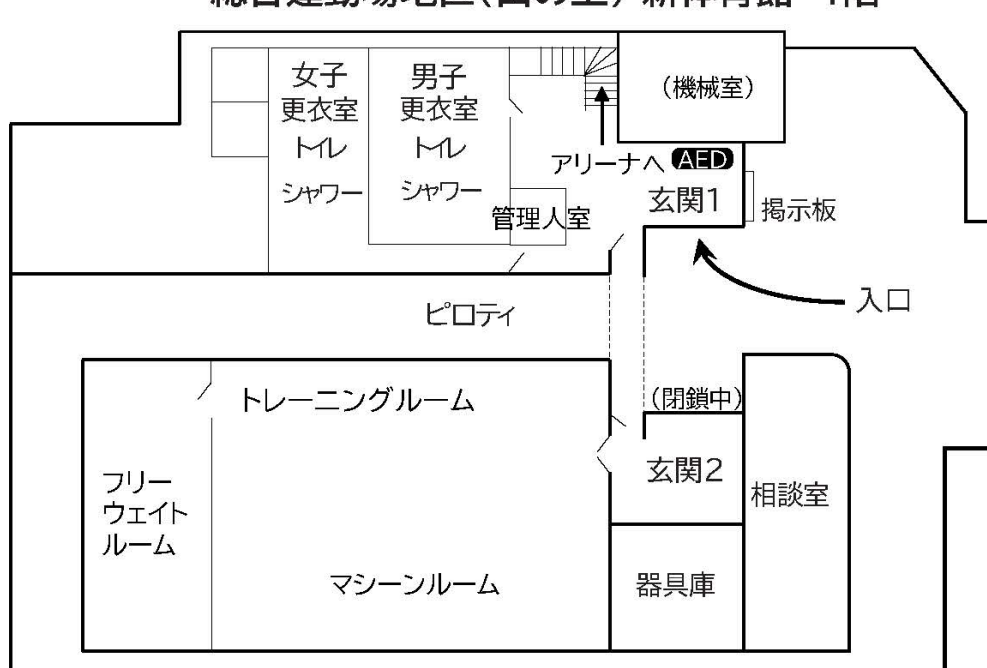 女子
更衣室
トイレ
シャワー
男子
更衣室
トイレ
シャワー
（機械室）
アリーナへ
AED
玄関1
掲示板
管理人室
入口
ピロティ
（閉鎖中）
トレーニングルーム
玄関2
相談室
フリー
ウェイト
ルーム
マシーンルーム
器具庫